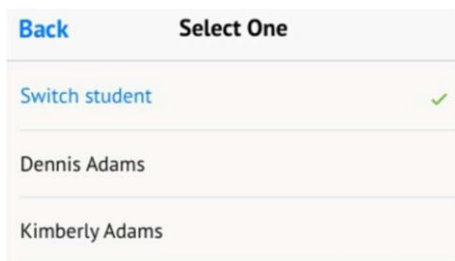 Back Select One
Switch student
Dennis Adams
Kimberly Adams